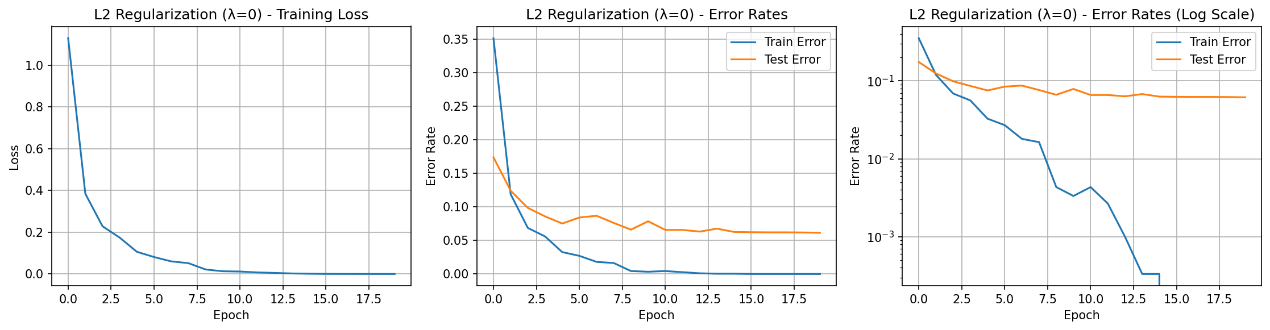 L2 Regularization (λ=0) - Training Loss
Loss
1.0
0.8
0.6
0.4
0.2
0.0
0.0 2.5 5.0 7.5 10.0 12.5 15.0 17.5
Epoch
L2 Regularization (λ=0) - Error Rates
Train Error
Test Error
Error Rate
0.35
0.30
0.25
0.20
0.15
0.10
0.05
0.00
0.0 2.5 5.0 7.5 10.0 12.5 15.0 17.5
Epoch
L2 Regularization (λ=0) - Error Rates (Log Scale)
Train Error
Test Error
Error Rate
10⁻¹
10⁻²
10⁻³
0.0 2.5 5.0 7.5 10.0 12.5 15.0 17.5
Epoch